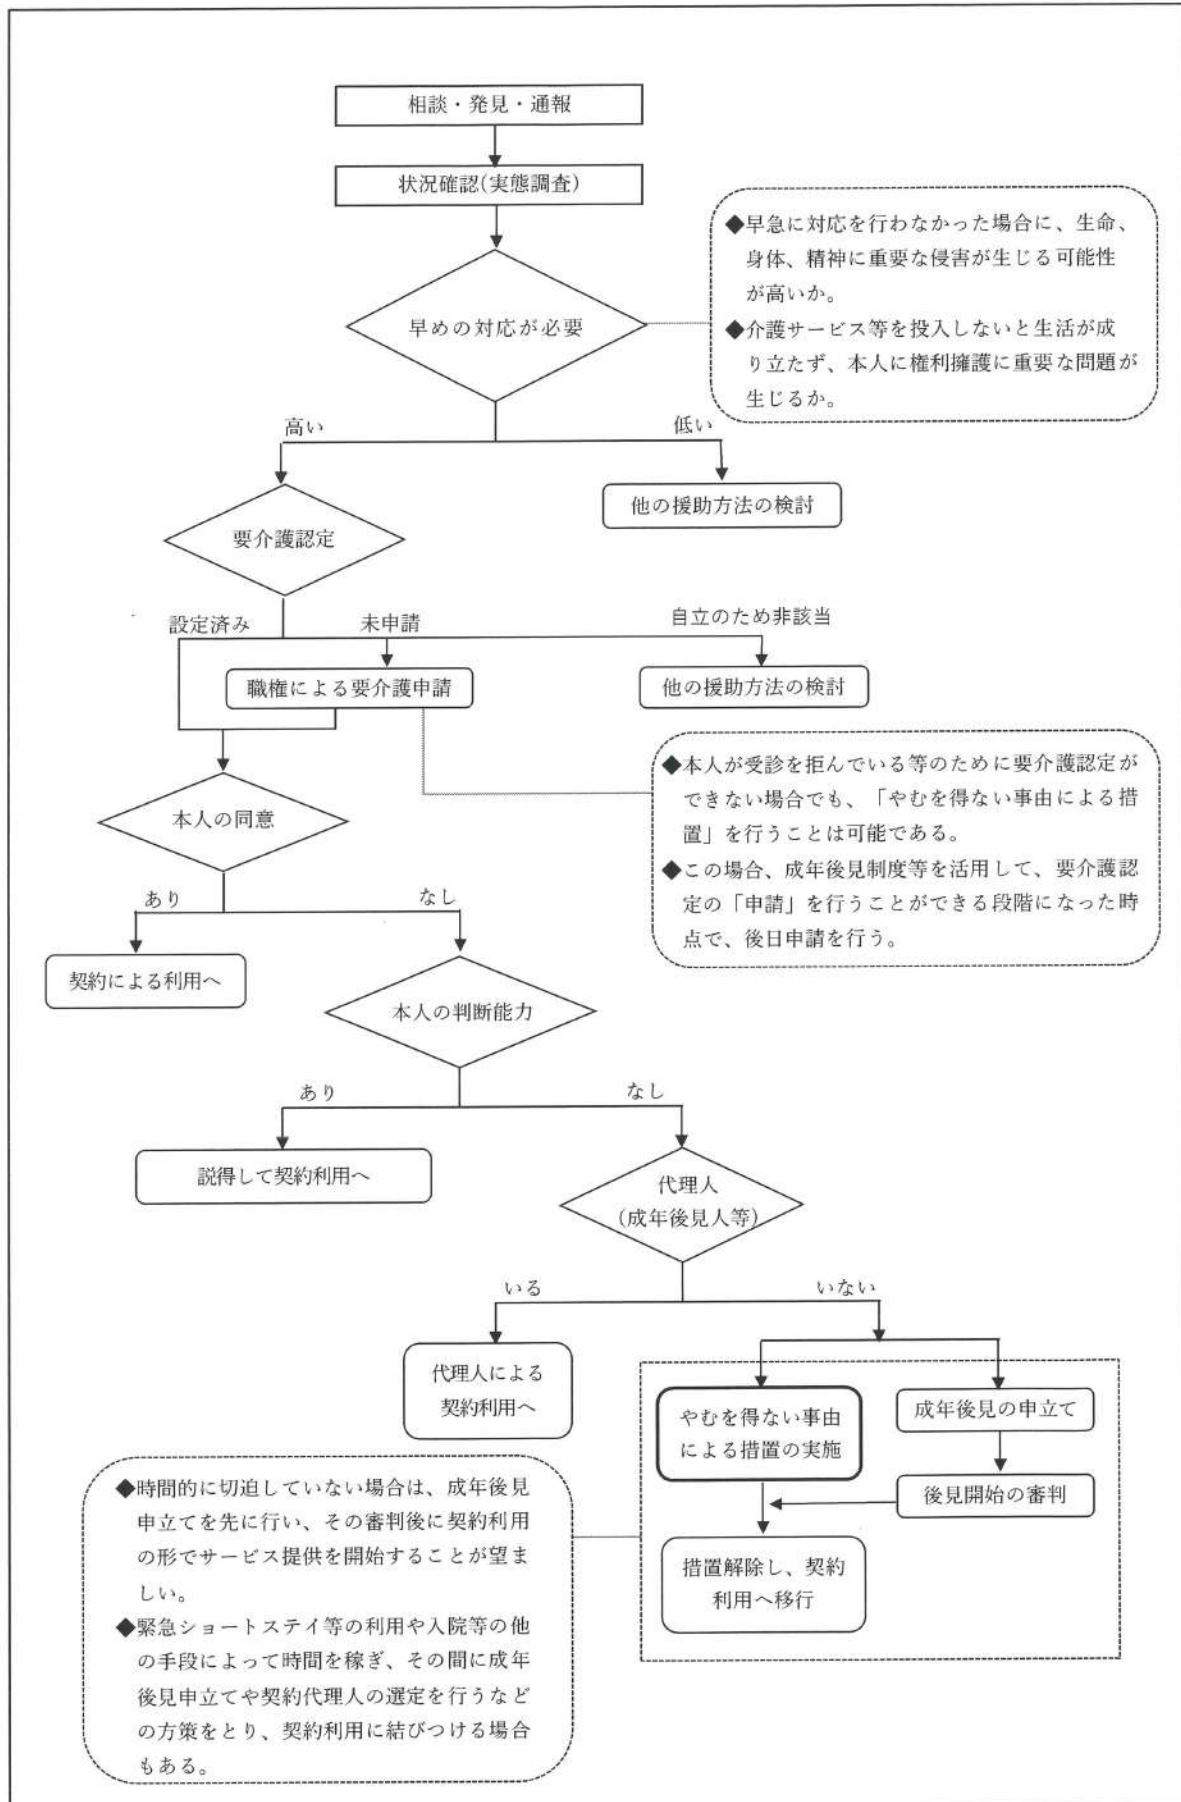 相談・発見・通報
状況確認(実態調査)
早めの対応が必要
◆早急に対応を行わなかった場合に、生命、
身体、精神に重要な侵害が生じる可能性
が高いか。
◆介護サービス等を投入しないと生活が成
り立たず、本人に権利擁護に重要な問題が
生じるか。
高い
低い
他の援助方法の検討
要介護認定
設定済み
未申請
自立のため非該当
職権による要介護申請
他の援助方法の検討
◆本人が受診を拒んでいる等のために要介護認定が
できない場合でも、「やむを得ない事由による措
置」を行うことは可能である。
◆この場合、成年後見制度等を活用して、要介護認
定の「申請」を行うことができる段階になった時
点で、後日申請を行う。
本人の同意
あり
なし
契約による利用へ
本人の判断能力
あり
なし
説得して契約利用へ
代理人
(成年後見人等)
いる
いない
代理人による
契約利用へ
やむを得ない事由
による措置の実施
成年後見の申立て
後見開始の審判
措置解除し、契約
利用へ移行
◆時間的に切迫していない場合は、成年後見
申立てを先に行い、その審判後に契約利用
の形でサービス提供を開始することが望ま
しい。
◆緊急ショートステイ等の利用や入院等の他
の手段によって時間を稼ぎ、その間に成年
後見申立てや契約代理人の選定を行うなど
の方策をとり、契約利用に結びつける場合
もある。